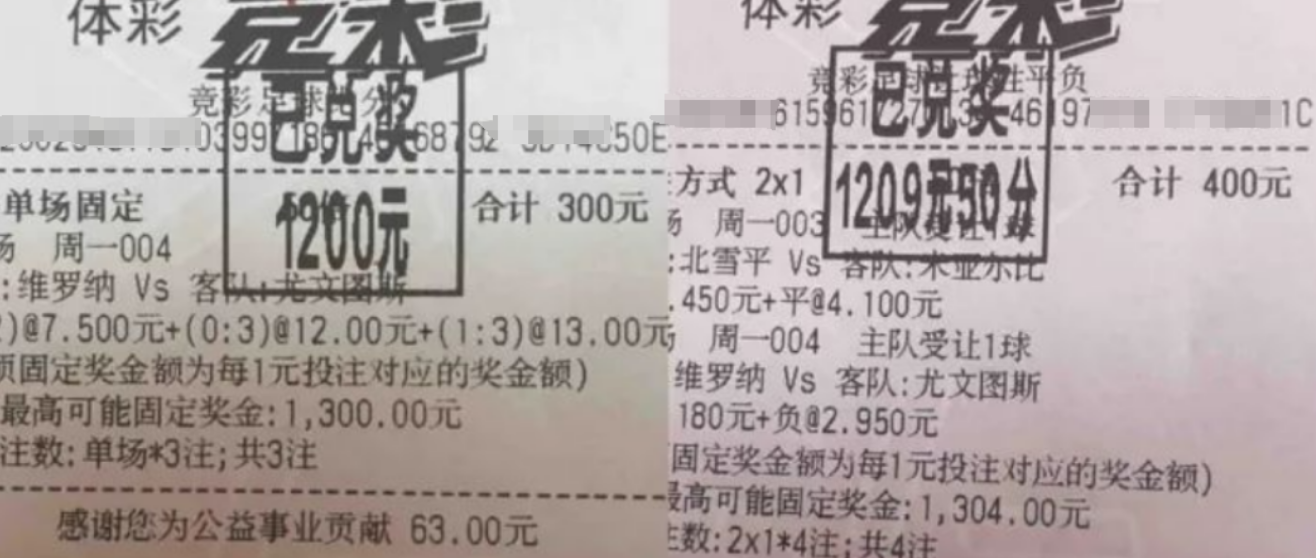 体彩 竞彩
竞彩足球比分
已兑奖
1200元
单场固定
合计 300元
场 周一004
:维罗纳 Vs 客队:尤文图斯
)@7.500元+(0:3)@12.00元+(1:3)@13.00元
固定奖金额为每1元投注对应的奖金额)
最高可能固定奖金:1,300.00元
注数:单场*3注;共3注
感谢您为公益事业贡献 63.00元
体彩 竞彩
竞彩足球让球胜平负
已兑奖
1209元50分
方式 2x1
合计 400元
场 周一003 主队受让1球
:北雪平 Vs 客队:米亚尔比
.450元+平@4.100元
场 周一004 主队受让1球
维罗纳 Vs 客队:尤文图斯
180元+负@2.950元
固定奖金额为每1元投注对应的奖金额)
最高可能固定奖金:1,304.00元
注数:2x1*4注;共4注